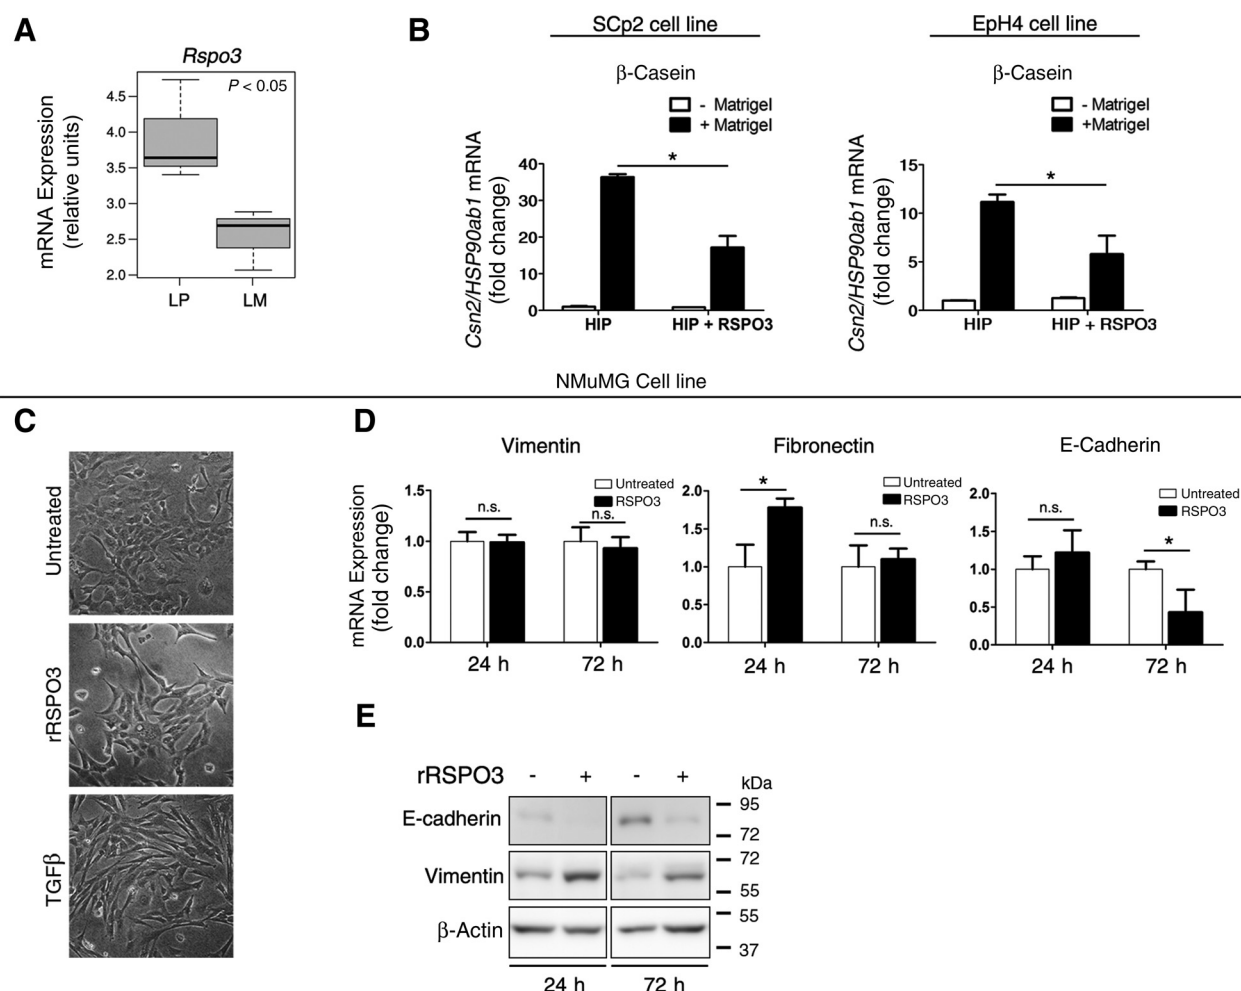 A
Rspo3
P < 0.05
mRNA Expression
(relative units)
4.5
4.0
3.5
3.0
2.5
2.0
LP LM
B
SCp2 cell line
β-Casein
- Matrigel
+ Matrigel
Csn2/HSP90ab1 mRNA
(fold change)
40
30
20
10
0
*
HIP HIP + RSPO3
EpH4 cell line
β-Casein
- Matrigel
+Matrigel
Csn2/HSP90ab1 mRNA
(fold change)
15
10
5
0
*
HIP HIP + RSPO3
NMuMG Cell line
C
Untreated
rRSPO3
TGFβ
D
Vimentin
Untreated
RSPO3
mRNA Expression
(fold change)
1.5
1.0
0.5
0.0
n.s.
n.s.
24 h 72 h
Fibronectin
Untreated
RSPO3
2.0
1.5
1.0
0.5
0.0
*
n.s.
24 h 72 h
E-Cadherin
Untreated
RSPO3
2.0
1.5
1.0
0.5
0.0
n.s.
*
24 h 72 h
E
rRSPO3 - + - +
kDa
E-cadherin
95
72
Vimentin
72
55
β-Actin
55
37
24 h 72 h